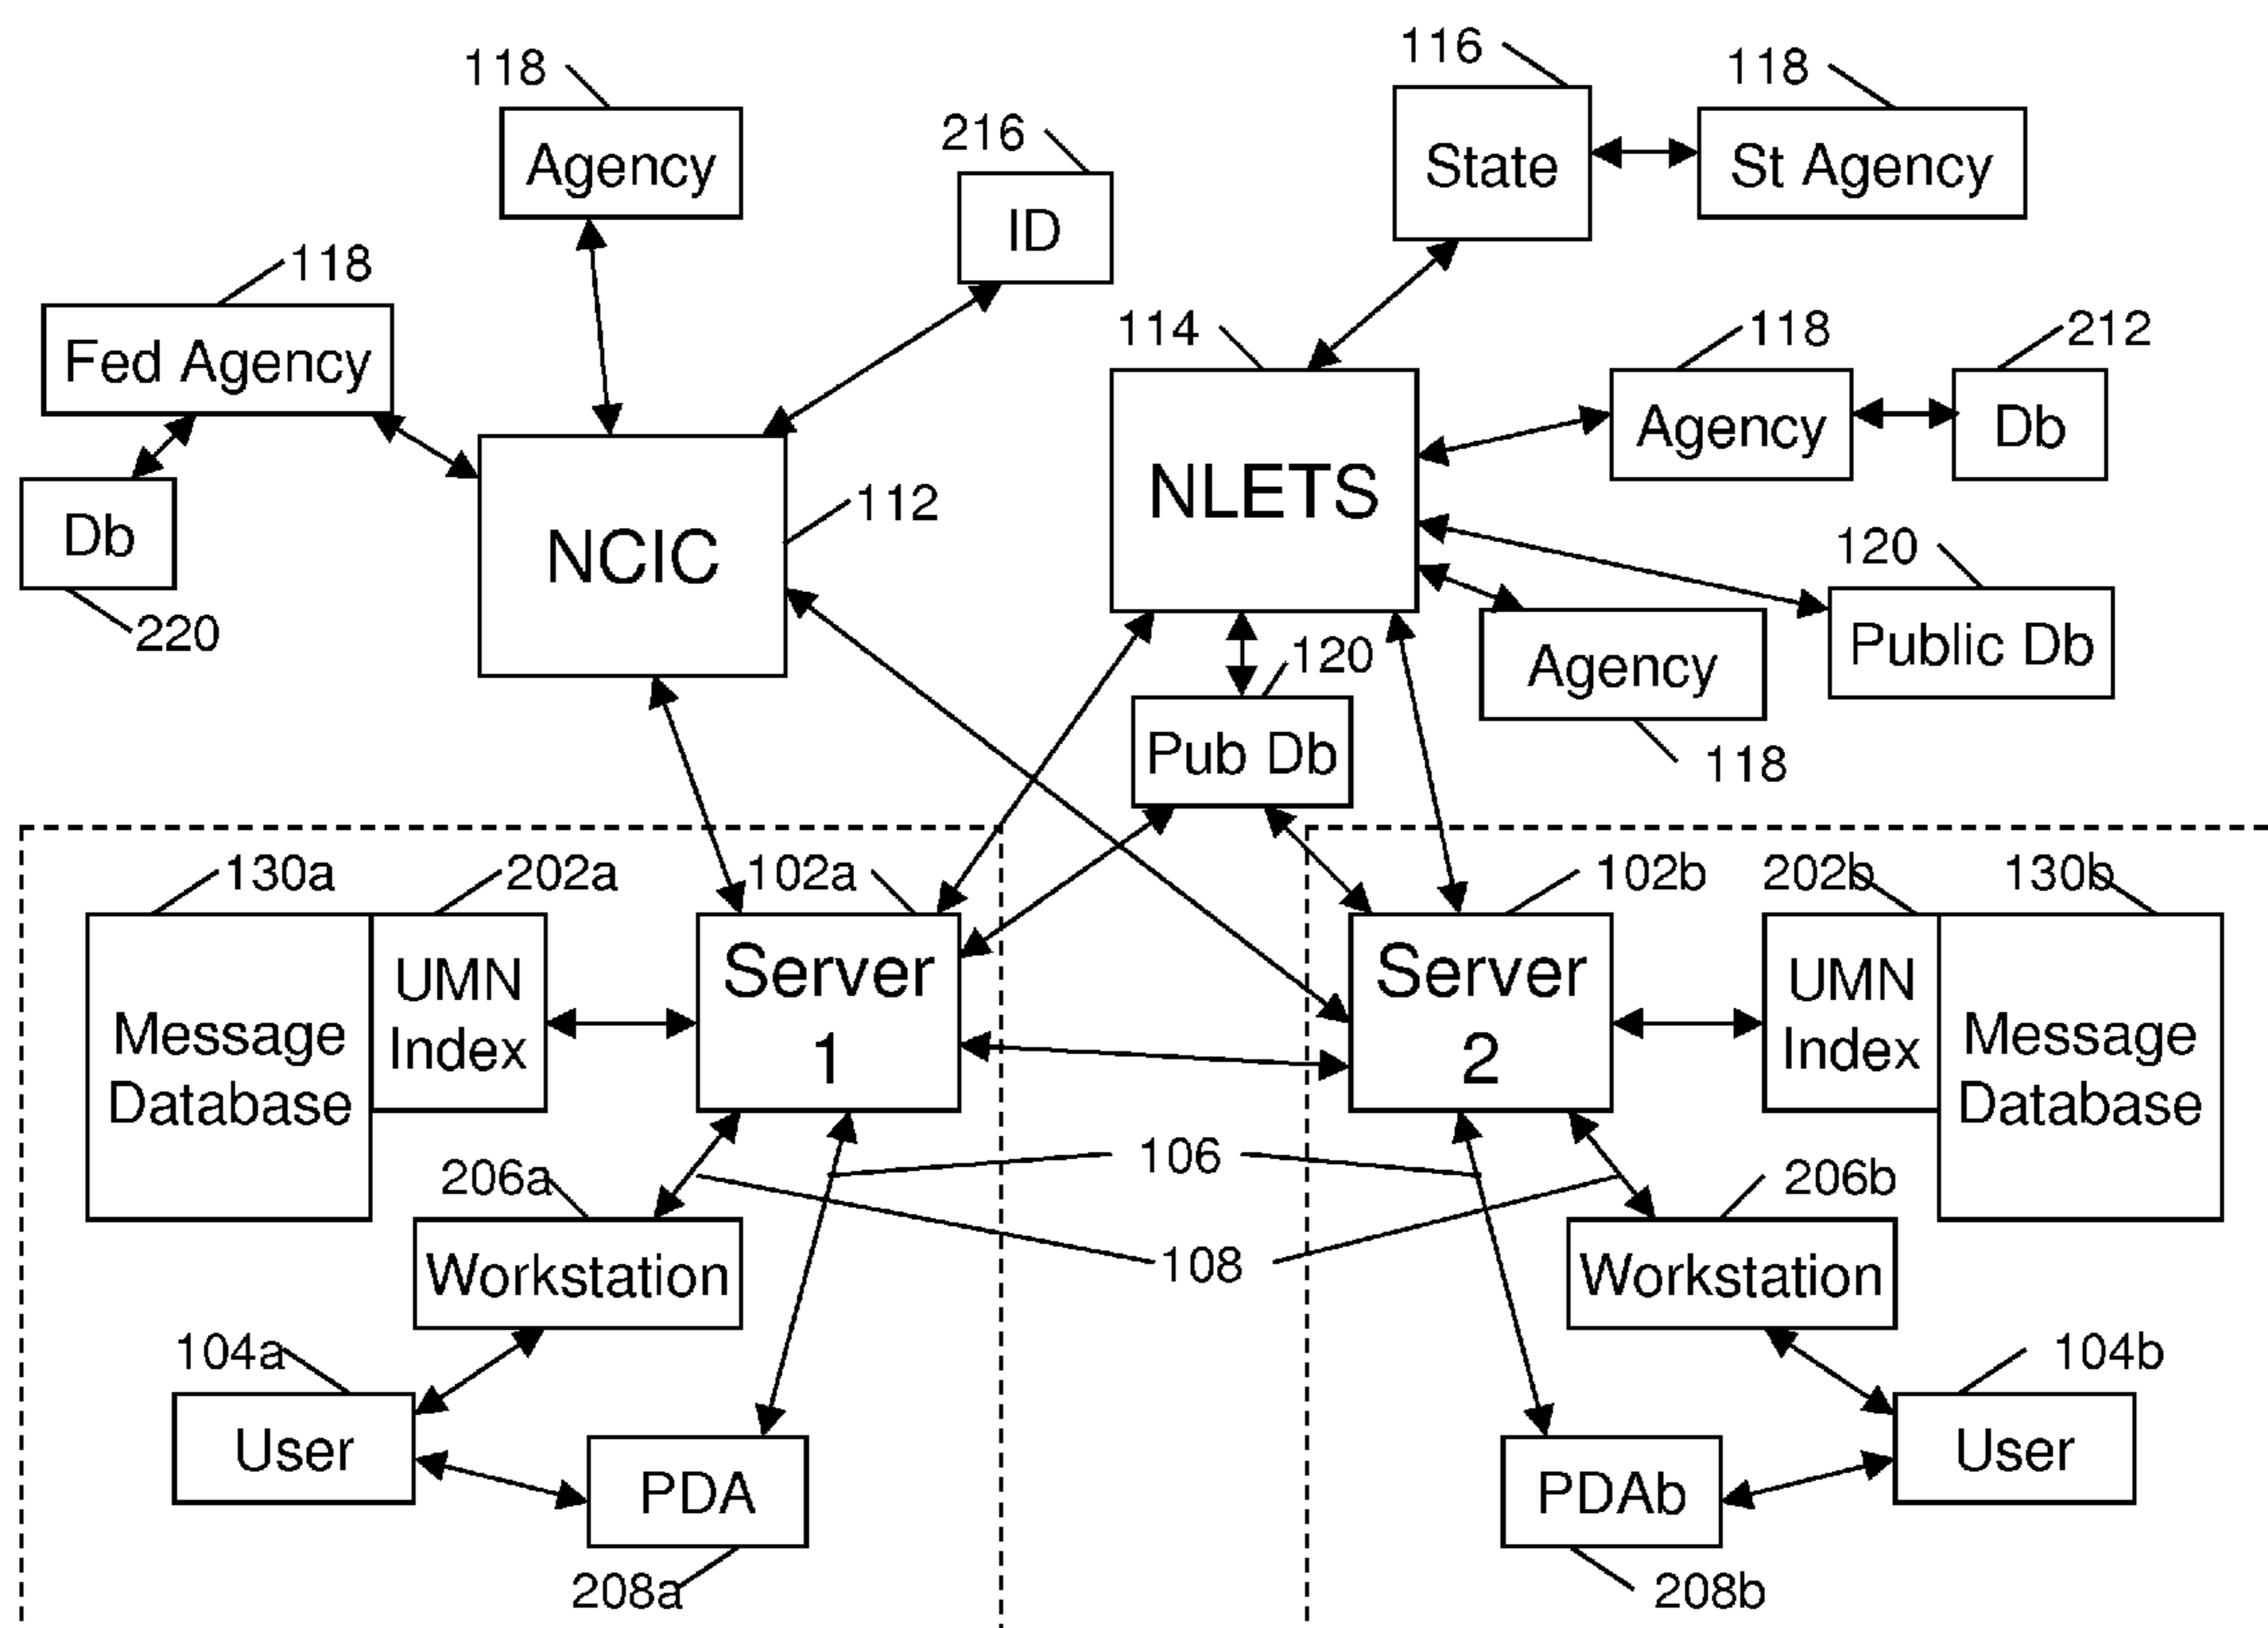 116
118
118
Agency
216
State
St Agency
ID
118
Fed Agency
114
118
212
NLETS
Agency
Db
Db
220
NCIC
112
120
Public Db
120
Agency
118
Pub Db
130a
202a
102a
102b
202b
130b
Message
Database
UMN
Index
Server
1
Server
2
UMN
Index
Message
Database
106
206a
206b
108
Workstation
Workstation
104a
104b
User
User
PDA
PDAb
208a
208b